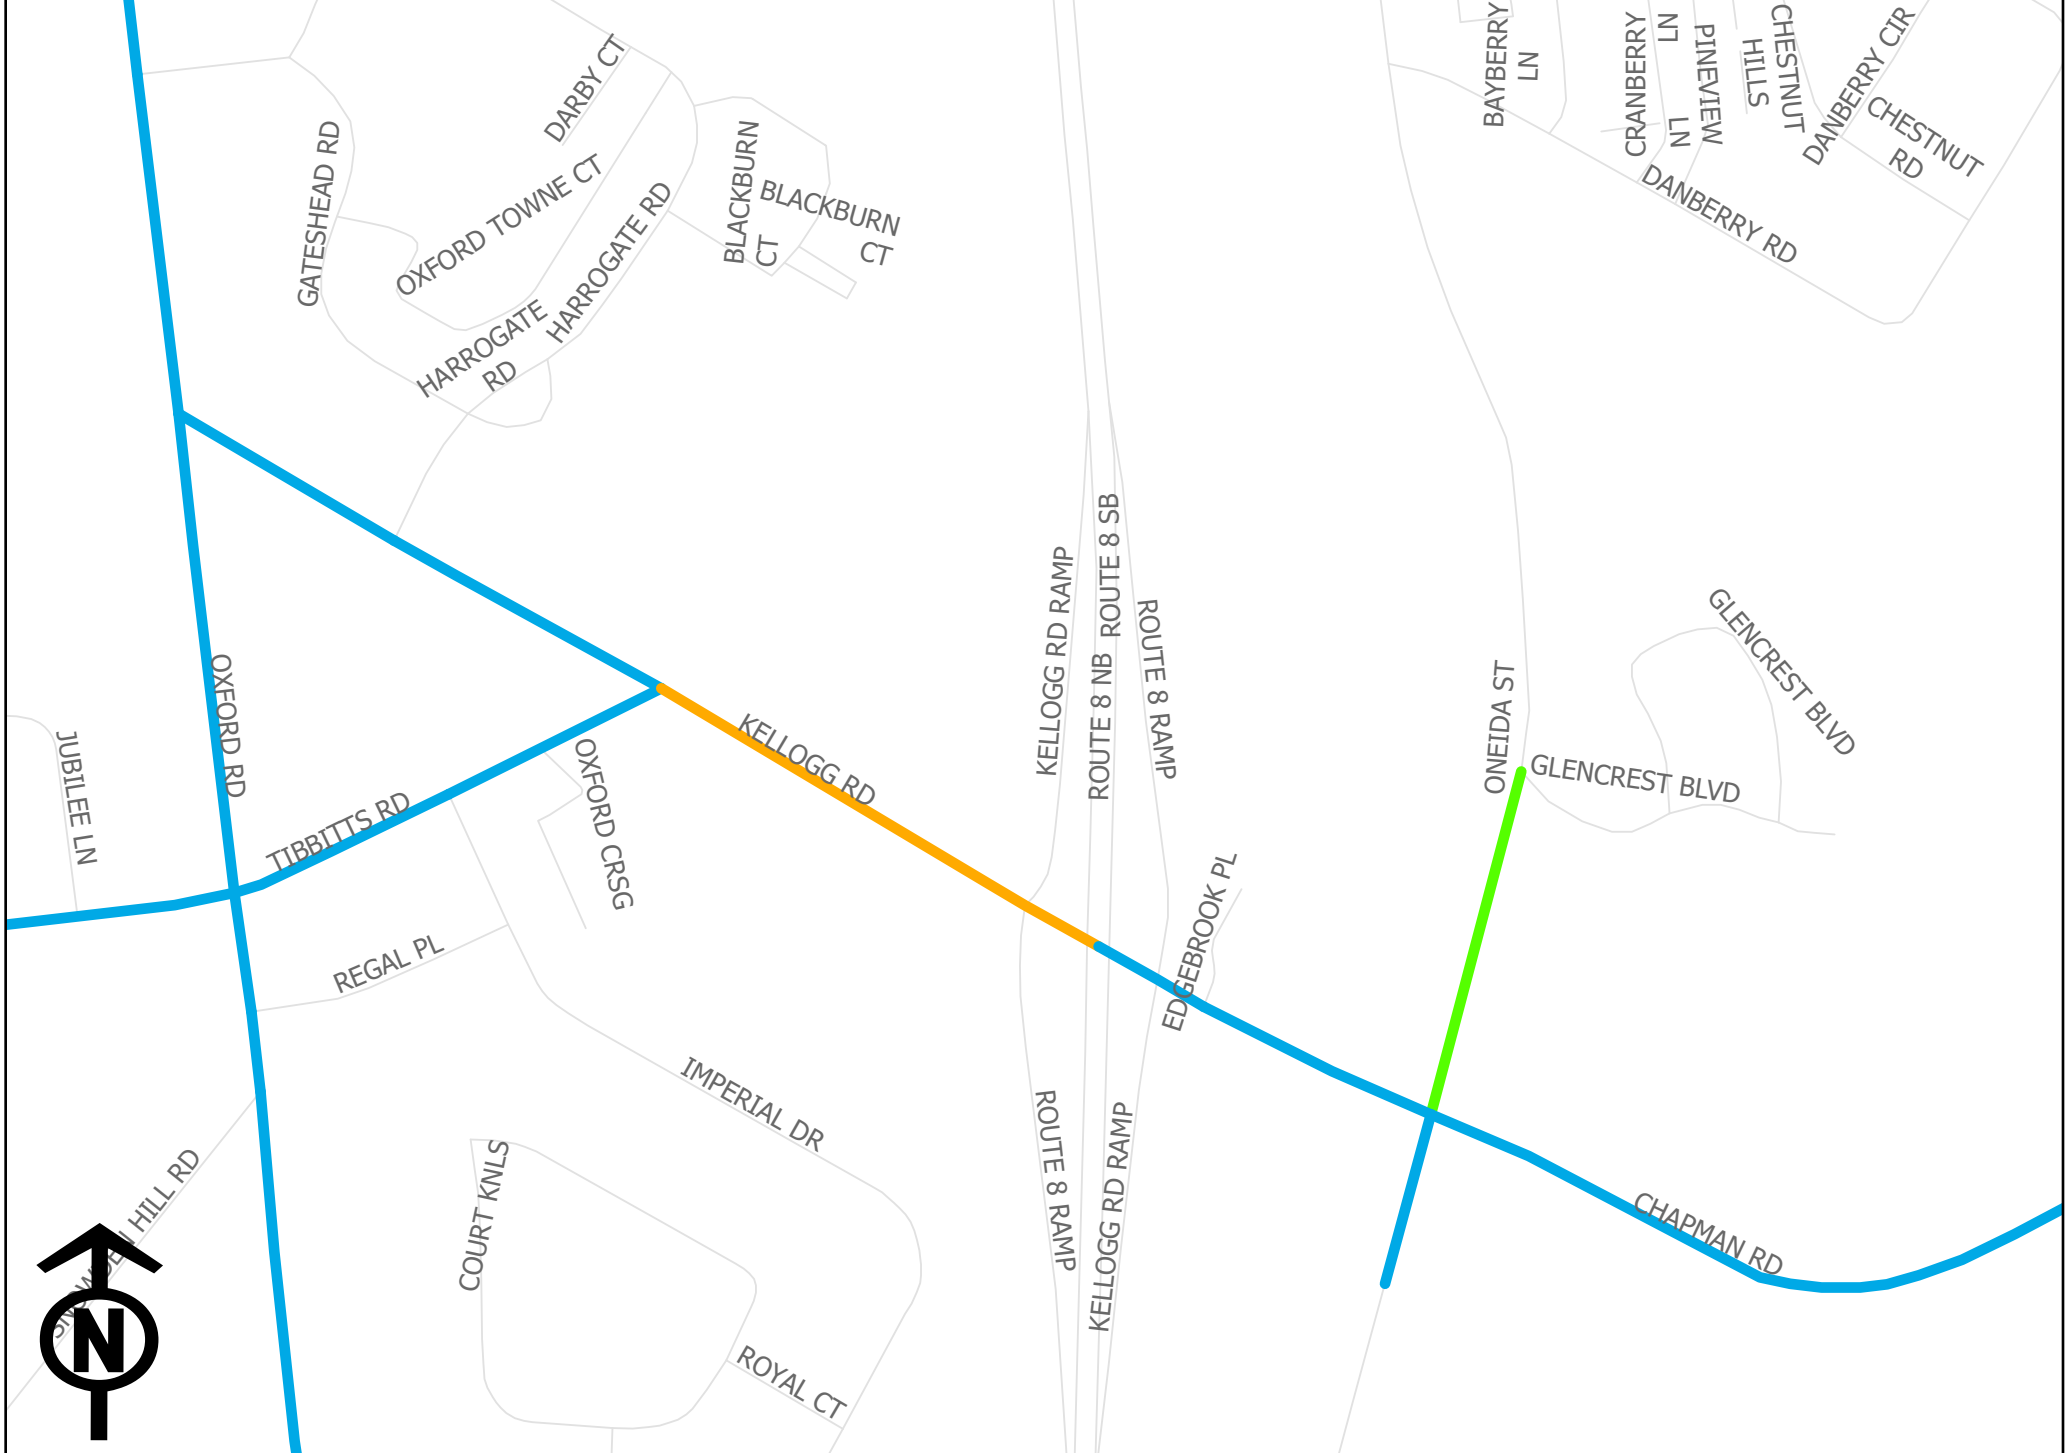 DARBY CT
GATESHEAD RD
OXFORD TOWNE CT
HARROGATE RD
HARROGATE
RD
BLACKBURN
CT
BLACKBURN
CT
BAYBERRY
LN
CRANBERRY
LN
PINEVIEW
LN
CHESTNUT
HILLS
DANBERRY CIR
CHESTNUT
RD
DANBERRY RD
KELLOGG RD RAMP
ROUTE 8 NB
ROUTE 8 SB
ROUTE 8 RAMP
GLENCREST BLVD
ONEIDA ST
GLENCREST BLVD
OXFORD RD
JUBILEE LN
TIBBITTS RD
OXFORD CRSG
KELLOGG RD
EDGEBROOK PL
REGAL PL
IMPERIAL DR
COURT KNLS
ROUTE 8 RAMP
KELLOGG RD RAMP
CHAPMAN RD
SNOWDEN HILL RD
ROYAL CT
N